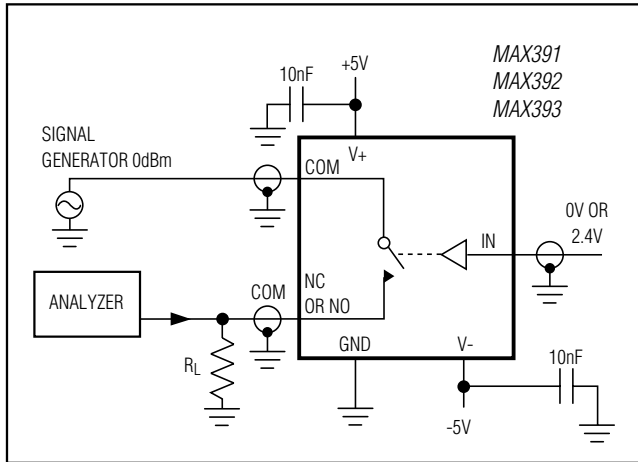 MAX391
MAX392
MAX393
+5V
10nF
SIGNAL
GENERATOR 0dBm
V+
COM
0V OR
2.4V
IN
NC
OR NO
COM
ANALYZER
RL
GND
V-
10nF
-5V